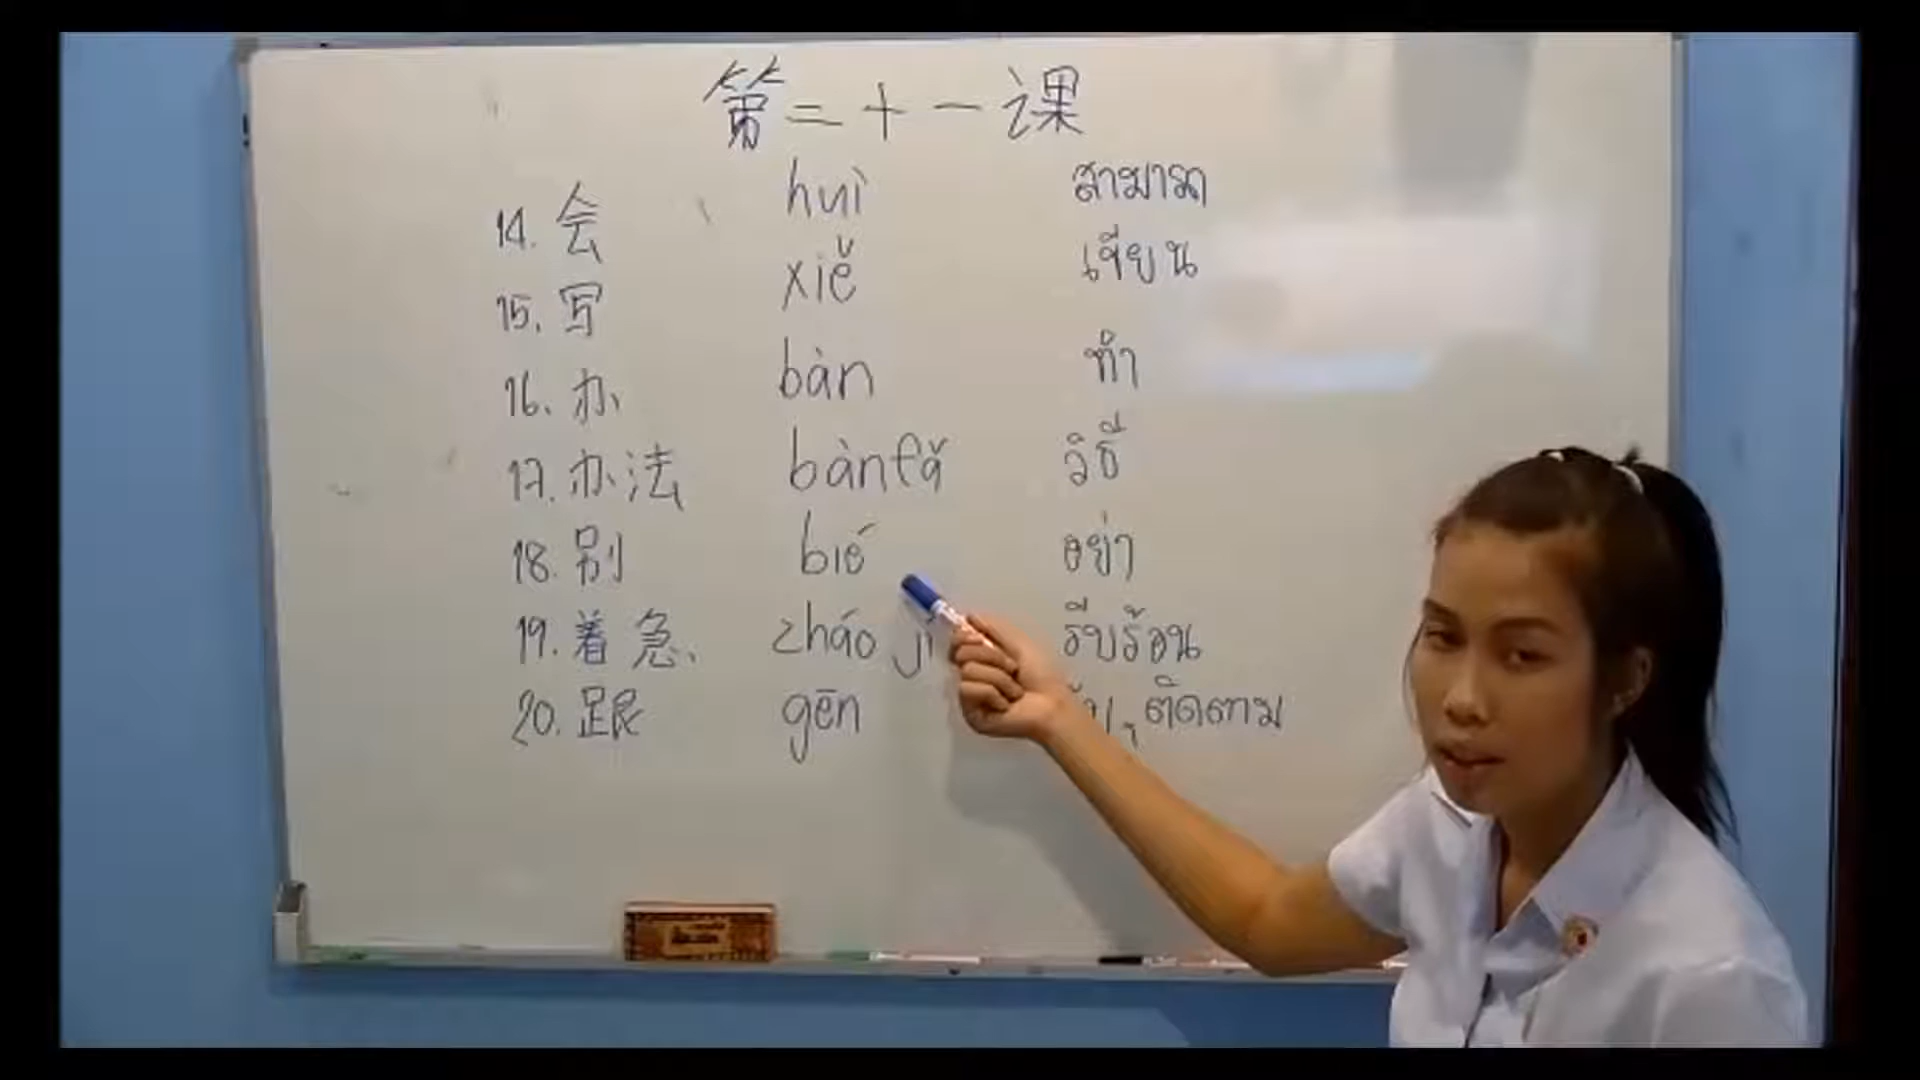 第二十一课
14. 会 huì สามารถ
15. 写 xiě เขียน
16. 办 bàn ทำ
17. 办法 bànfǎ วิธี
18. 别 bié อย่า
19. 着急 zháo jí รีบร้อน
20. 跟 gēn ติดตาม